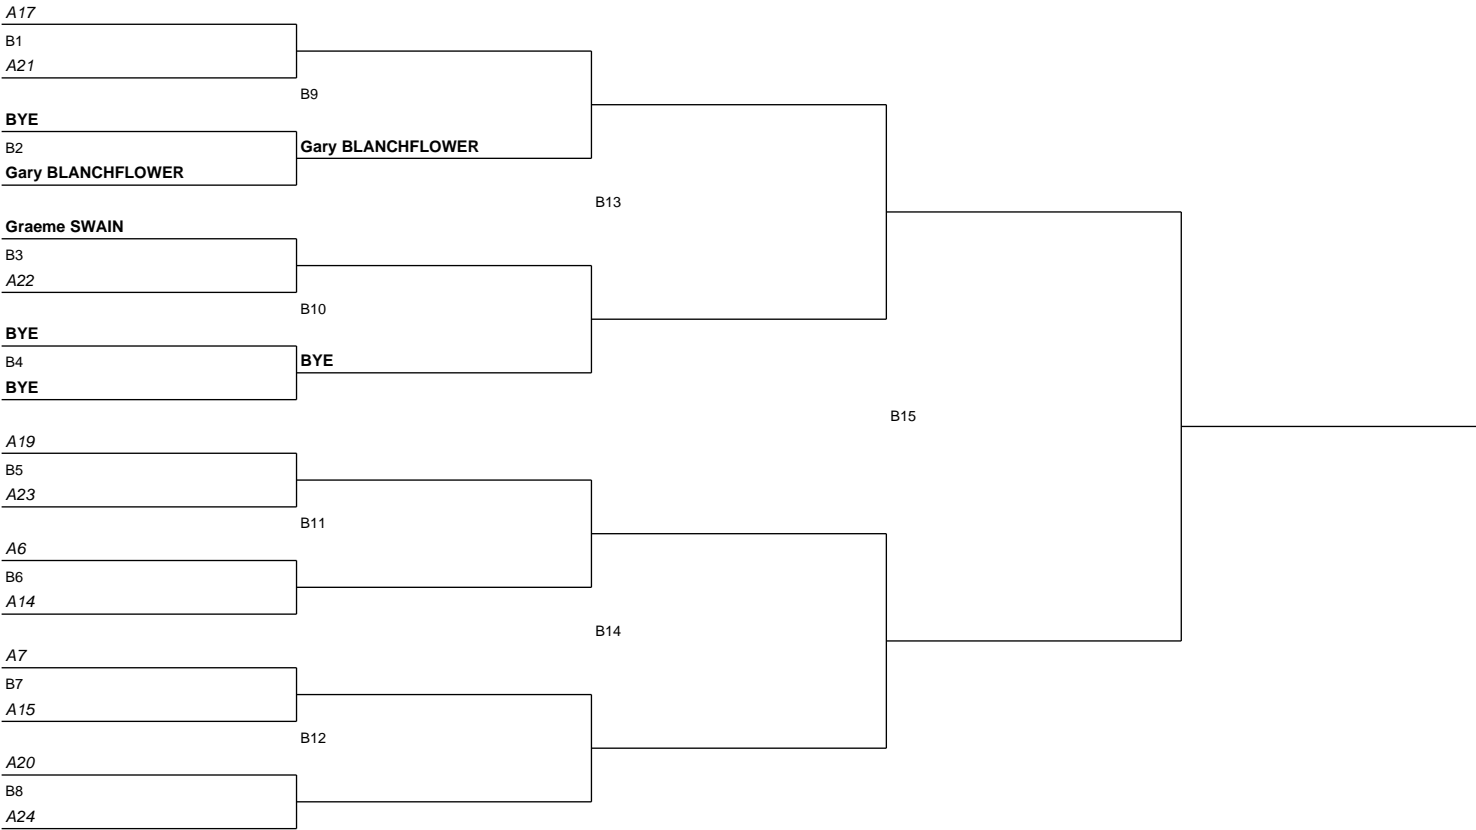 A17
B1
A21
B9
BYE
B2
Gary BLANCHFLOWER
Gary BLANCHFLOWER
B13
Graeme SWAIN
B3
A22
B10
BYE
B4
BYE
BYE
B15
A19
B5
A23
B11
A6
B6
A14
B14
A7
B7
A15
B12
A20
B8
A24